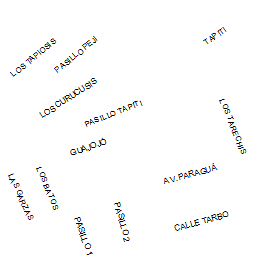 TAPITI
LOS TAPIOSIS
PASILLO PEJI
LOS CURUCUSIS
PASILLO TAPITI
LOS TARECHIS
GUAJOJÓ
AV. PARAGUÁ
LOS BATOS
LAS GARZAS
PASILLO 1
PASILLO 2
CALLE TARBO